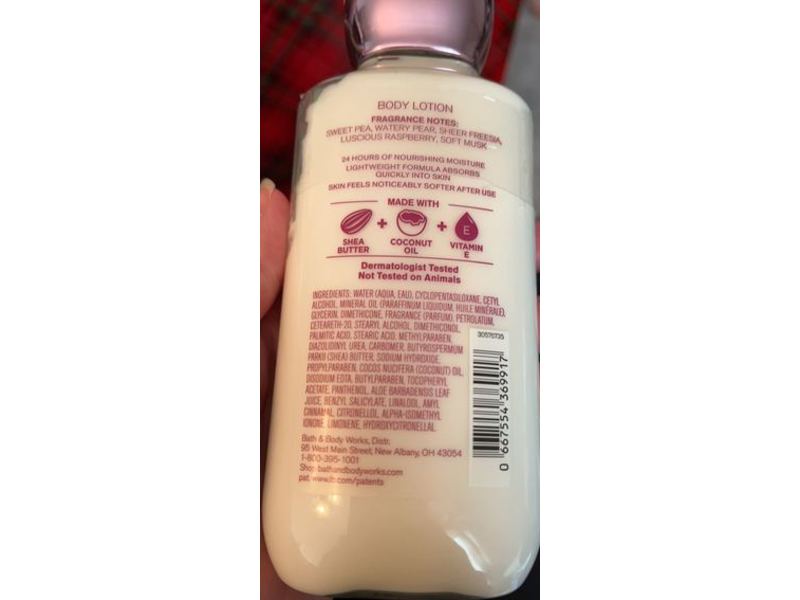 BODY LOTION
FRAGRANCE NOTES:
SWEET PEA, WATERY PEAR, SHEER FREESIA,
LUSCIOUS RASPBERRY, SOFT MUSK
24 HOURS OF NOURISHING MOISTURE
LIGHTWEIGHT FORMULA ABSORBS
QUICKLY INTO SKIN
SKIN FEELS NOTICEABLY SOFTER AFTER USE
MADE WITH
+ + E
SHEA BUTTER
COCONUT OIL
VITAMIN E
Dermatologist Tested
Not Tested on Animals
INGREDIENTS: WATER (AQUA, EAU), CYCLOPENTASILOXANE, CETYL
ALCOHOL, MINERAL OIL (PARAFFINUM LIQUIDUM, HUILE MINÉRALE),
GLYCERIN, DIMETHICONE, FRAGRANCE (PARFUM), PETROLATUM,
CETEARETH-20, STEARYL ALCOHOL, DIMETHICONOL,
PALMITIC ACID, STEARIC ACID, METHYLPARABEN,
DIAZOLIDINYL UREA, CARBOMER, BUTYROSPERMUM
PARKII (SHEA) BUTTER, SODIUM HYDROXIDE,
PROPYLPARABEN, COCOS NUCIFERA (COCONUT) OIL,
DISODIUM EDTA, BUTYLPARABEN, TOCOPHERYL
ACETATE, PANTHENOL, ALOE BARBADENSIS LEAF
JUICE, BENZYL SALICYLATE, LINALOOL, AMYL
CINNAMAL, CITRONELLOL, ALPHA-ISOMETHYL
IONONE, LIMONENE, HYDROXYCITRONELLAL.
Bath & Body Works, Distr.
95 West Main Street, New Albany, OH 43054
1-800-395-1001
Shop bathandbodyworks.com
pat. www.lb.com/patents
30575735
0 667554 369917